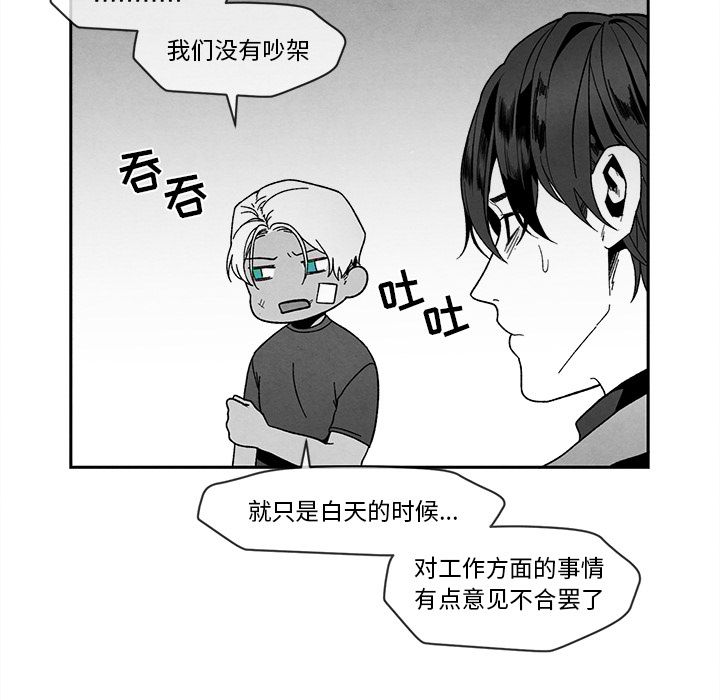 ............
我们没有吵架
吞吞
吐吐
就只是白天的时候...
对工作方面的事情
有点意见不合罢了